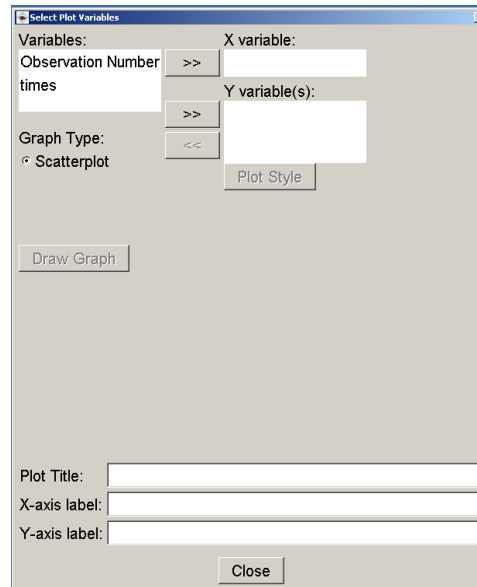 Select Plot Variables
Variables:
X variable:
Observation Number
times
>>
Y variable(s):
>>
<<
Graph Type:
Scatterplot
Plot Style
Draw Graph
Plot Title:
X-axis label:
Y-axis label:
Close